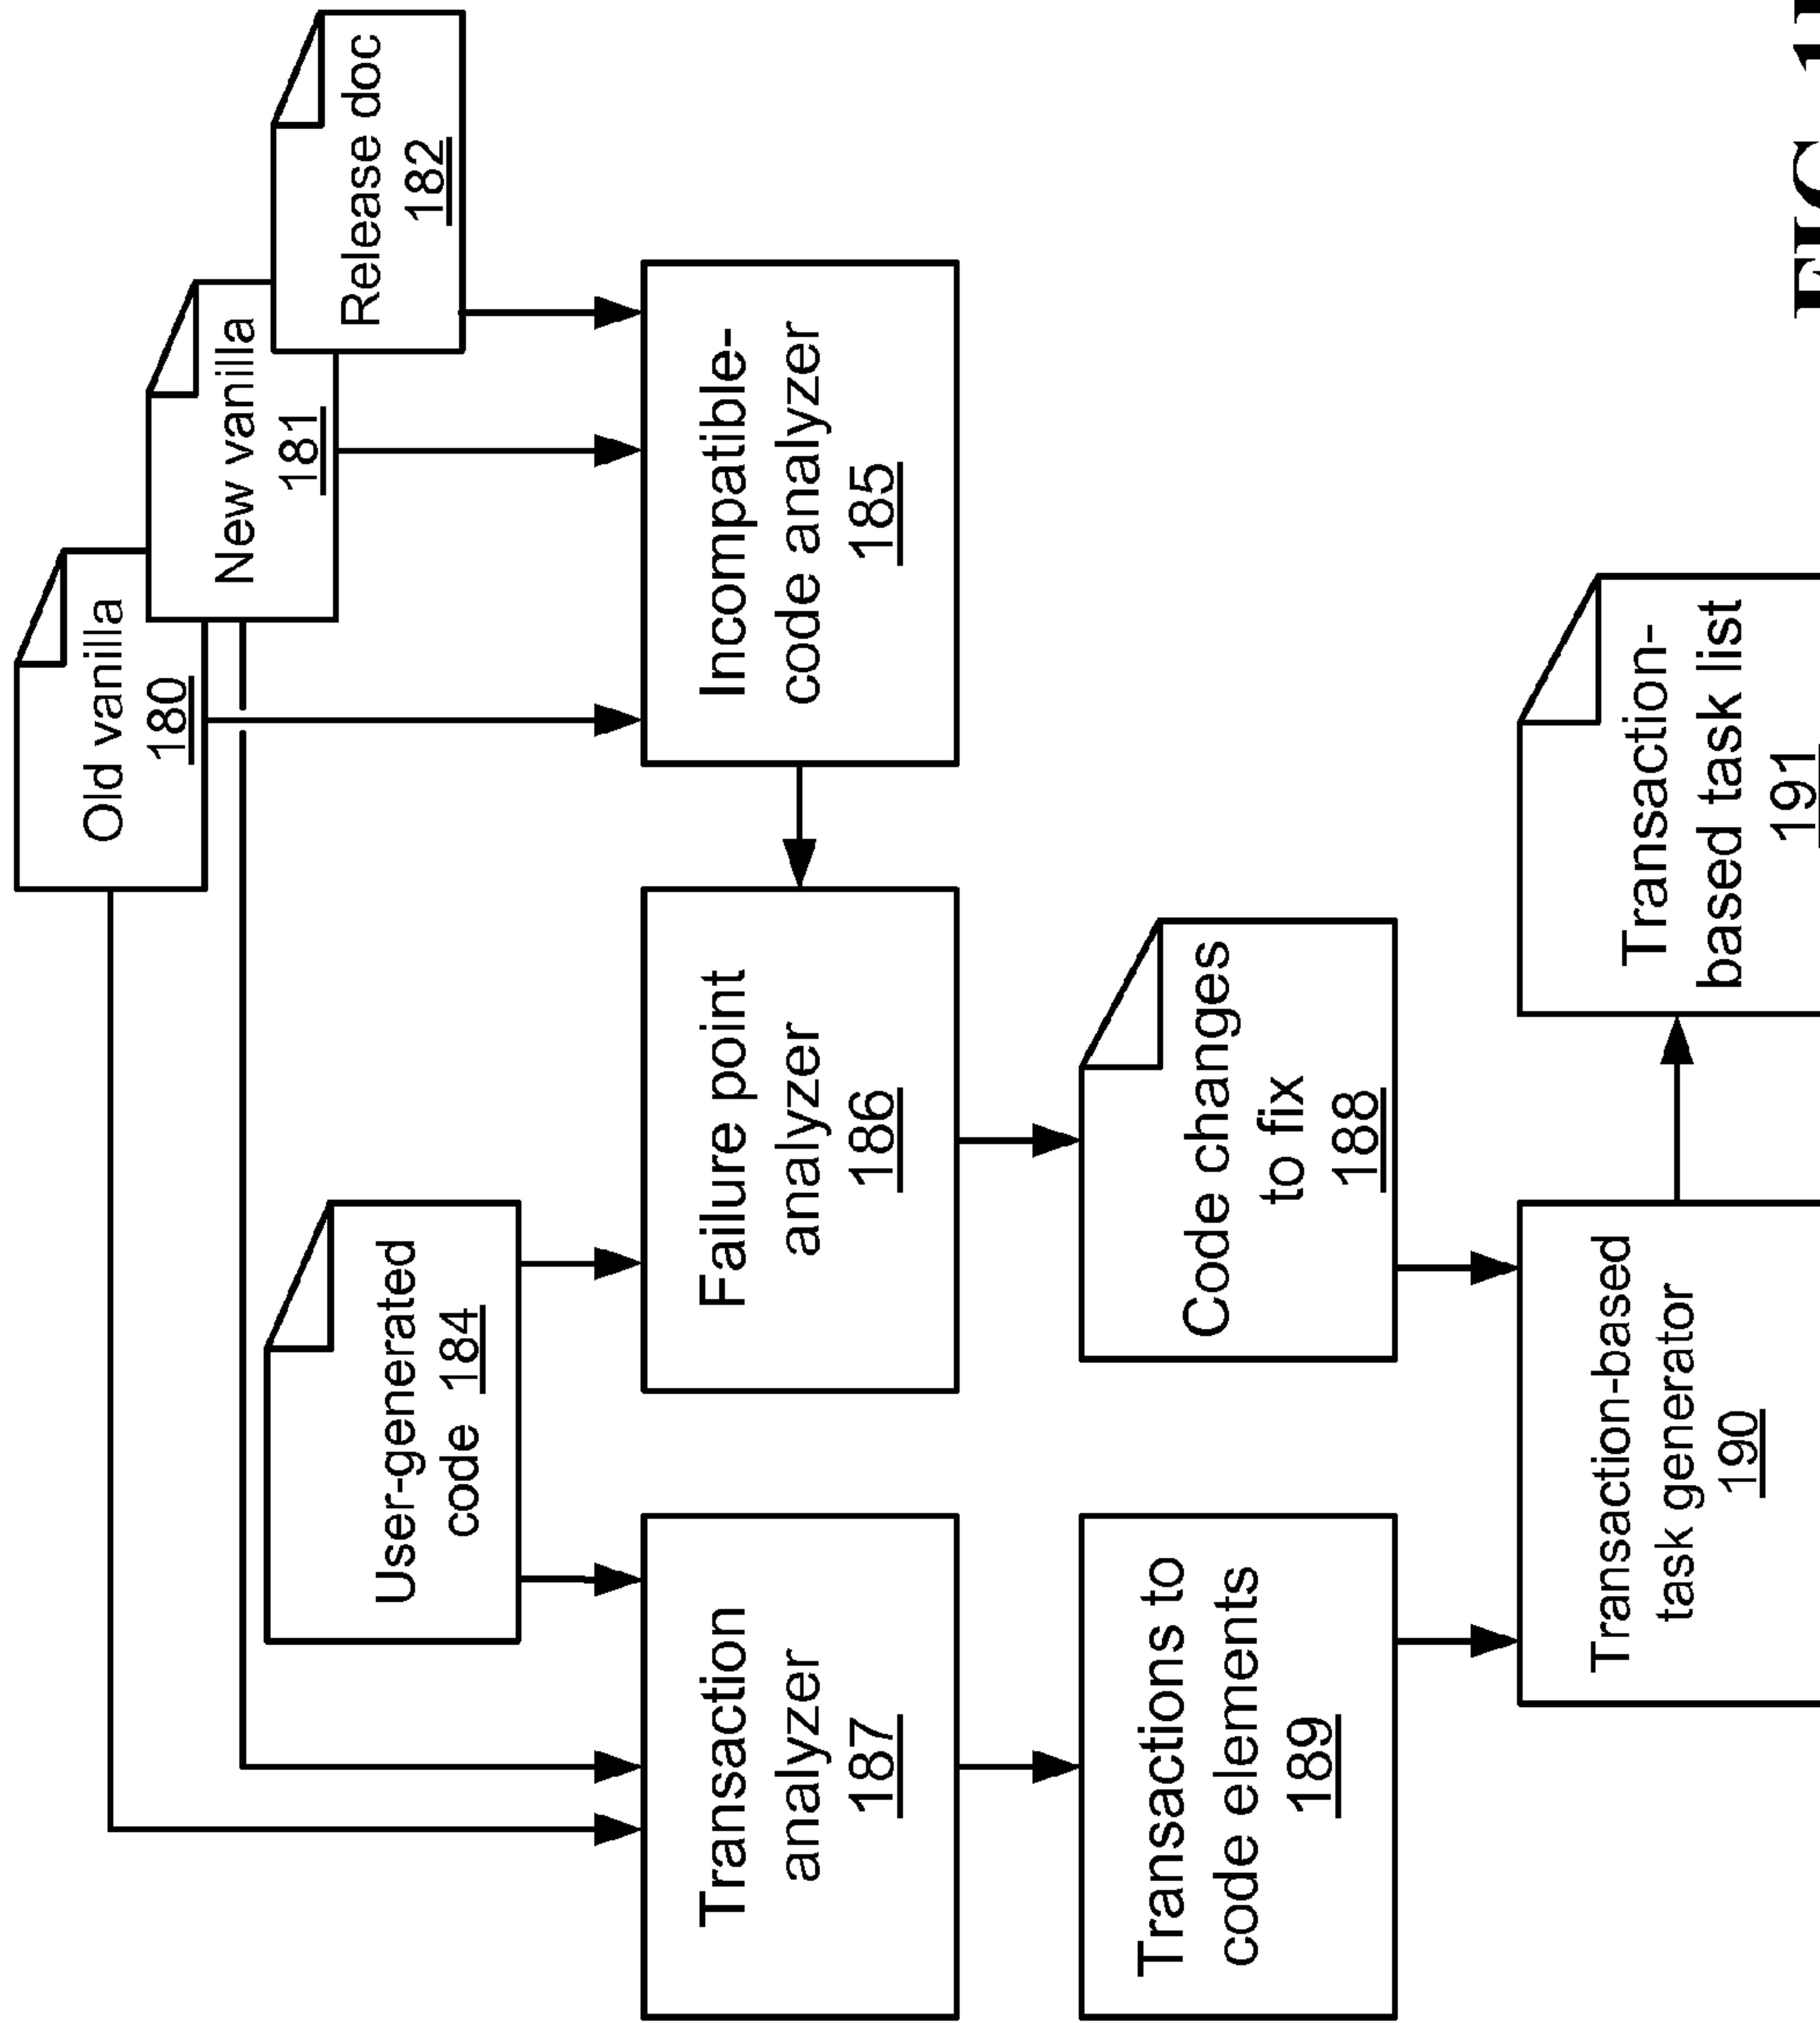 Old vanilla
180
New vanilla
181
Release doc
182
User-generated
code 184
Transaction
analyzer
187
Failure point
analyzer
186
Incompatible-
code analyzer
185
Transactions to
code elements
189
Code changes
to fix
188
Transaction-based
task generator
190
Transaction-
based task list
191